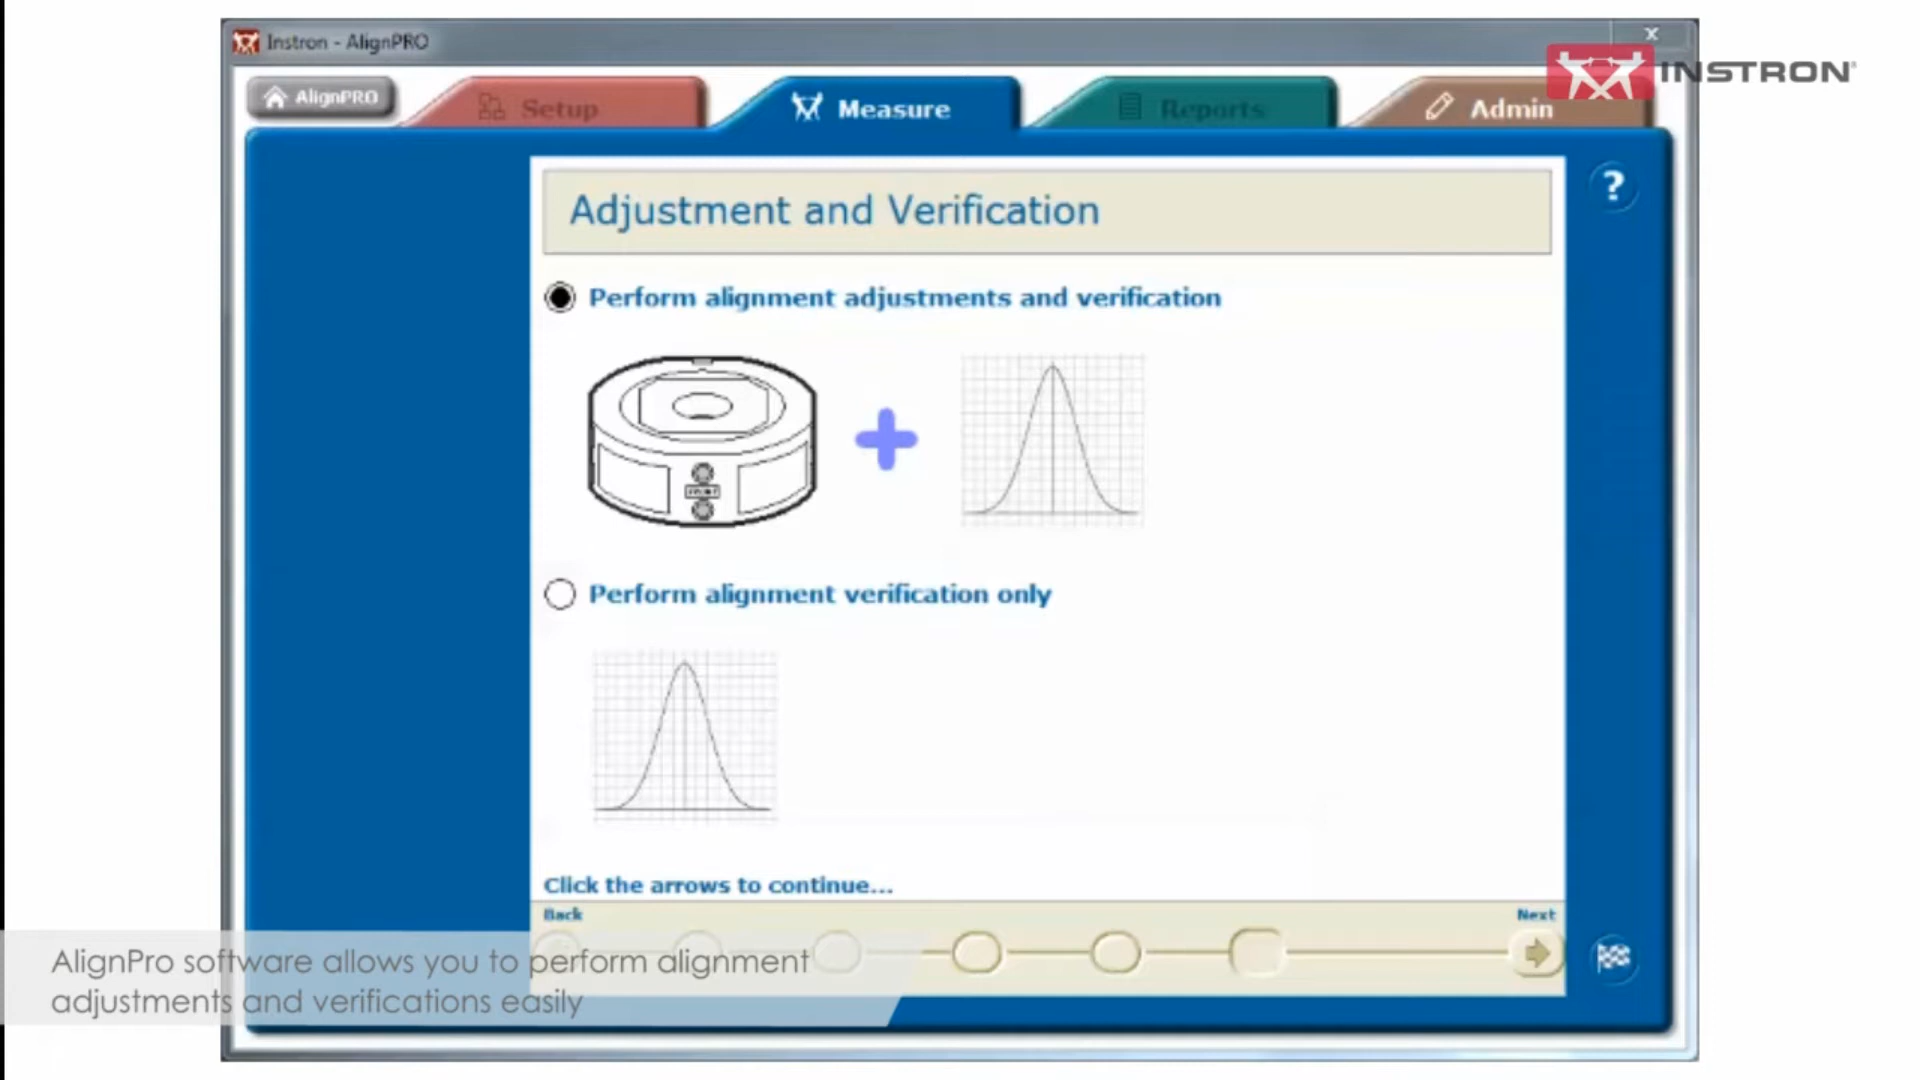 Instron - AlignPRO
X
INSTRON
AlignPRO
Setup
Measure
Reports
Admin
Adjustment and Verification
?
Perform alignment adjustments and verification
Perform alignment verification only
Click the arrows to continue...
Back
Next
AlignPro software allows you to perform alignment
adjustments and verifications easily